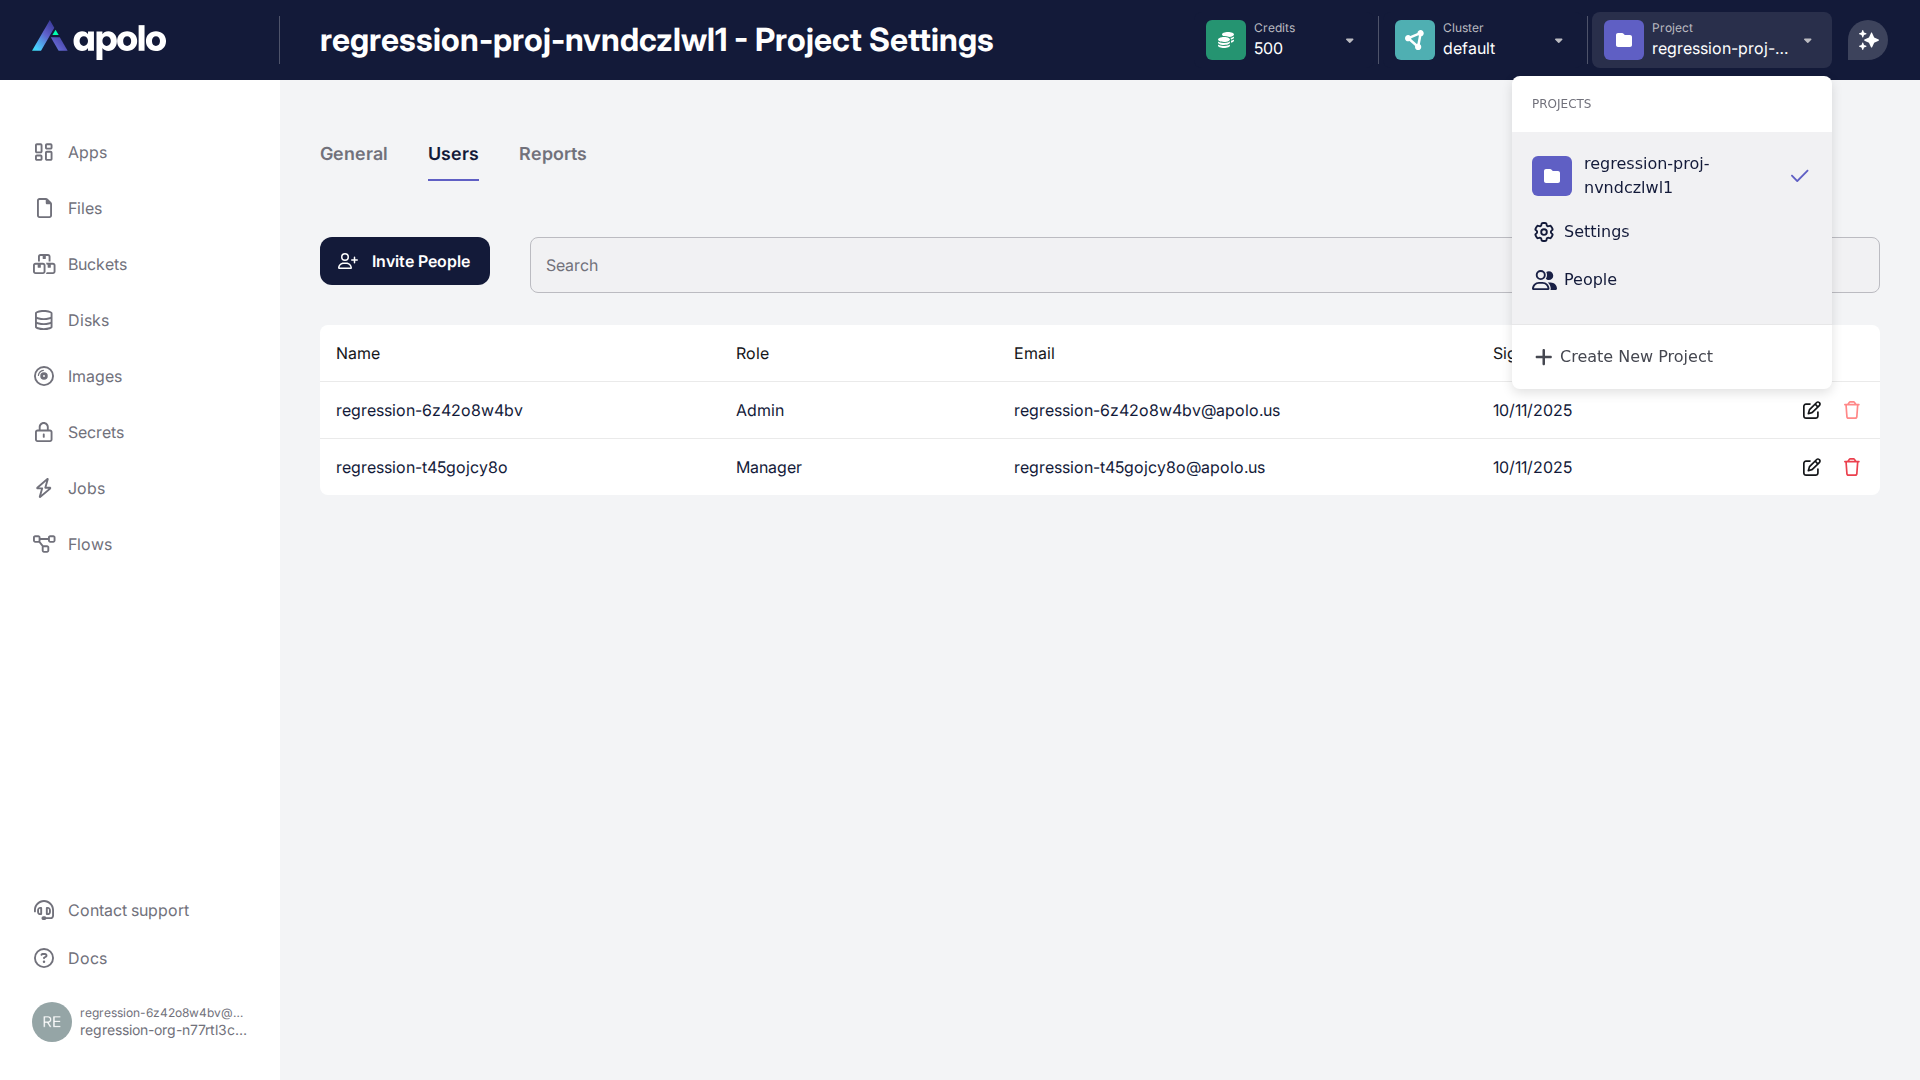 apolo
regression-proj-nvndczlwl1 - Project Settings
Credits
500
Cluster
default
Project
regression-proj-...
PROJECTS
regression-proj-
nvndczlwl1
Settings
People
Create New Project
Apps
Files
Buckets
Disks
Images
Secrets
Jobs
Flows
Contact support
Docs
RE
regression-6z42o8w4bv@...
regression-org-n77rtl3c...
General Users Reports
Invite People
Search
Name Role Email Sig
regression-6z42o8w4bv Admin regression-6z42o8w4bv@apolo.us 10/11/2025
regression-t45gojcy8o Manager regression-t45gojcy8o@apolo.us 10/11/2025